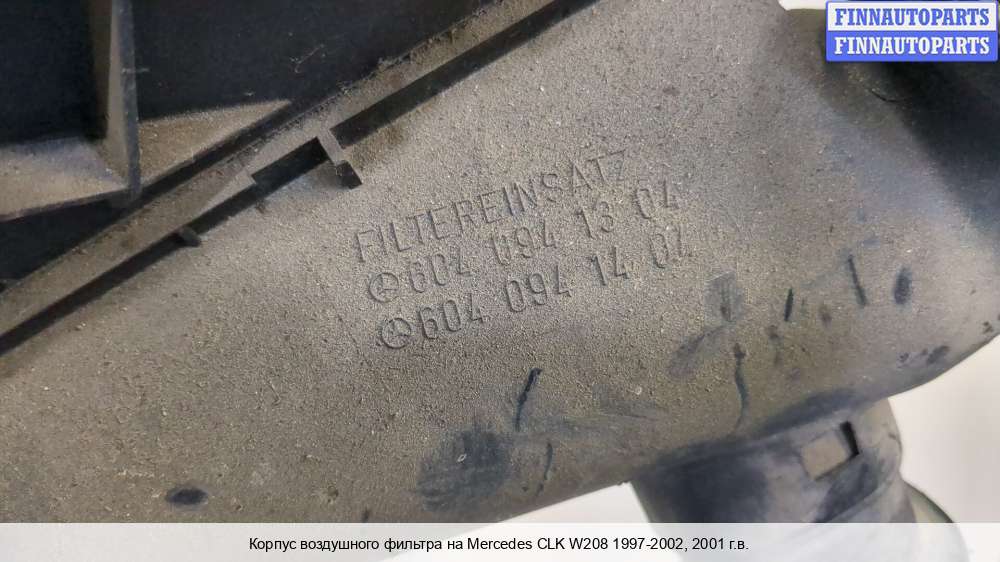 FINNAUTOPARTS
FINNAUTOPARTS
FILTEREINSATZ
604 094 13 04
604 094 14 04
Корпус воздушного фильтра на Mercedes CLK W208 1997-2002, 2001 г.в.